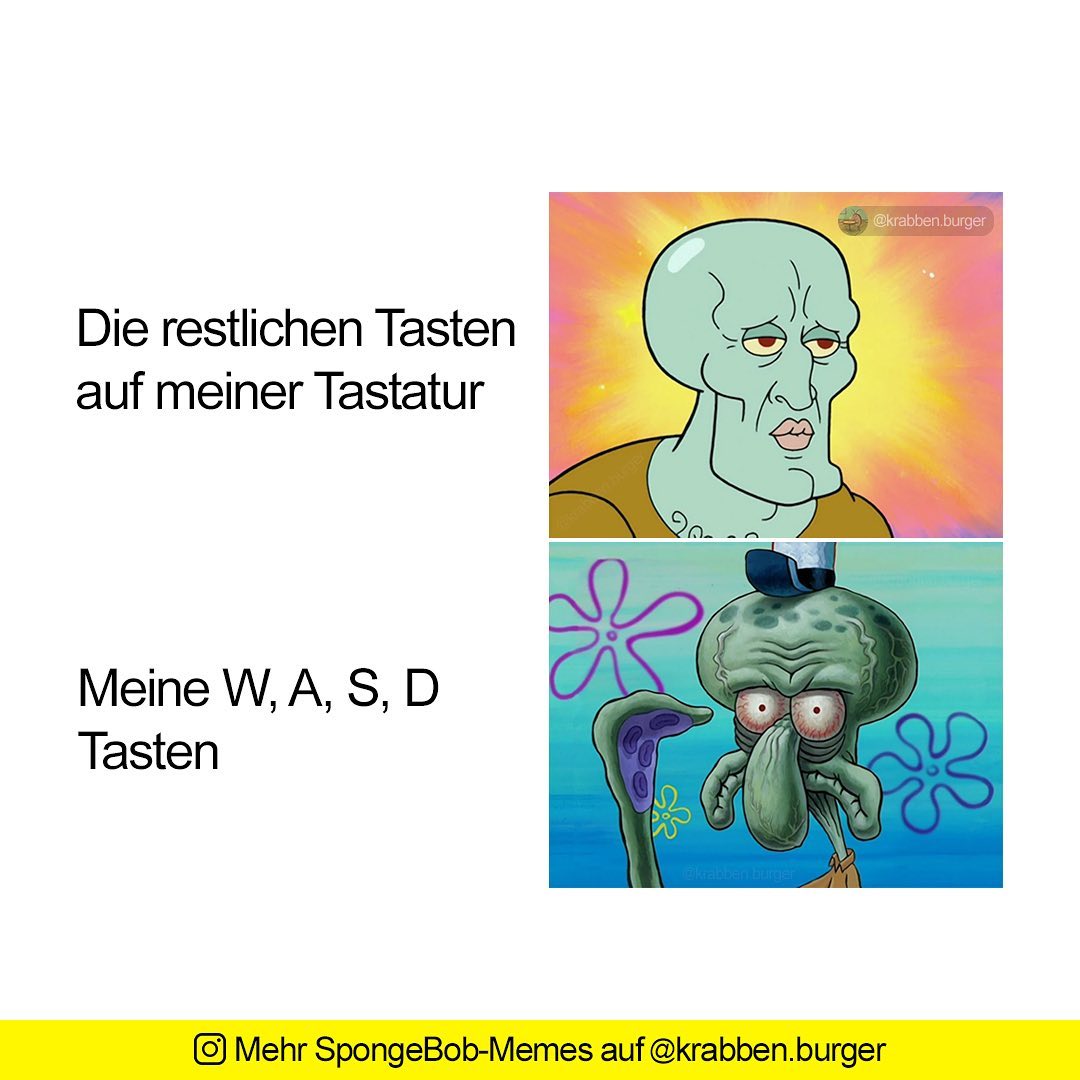 @krabben.burger
Die restlichen Tasten
auf meiner Tastatur
Meine W, A, S, D
Tasten
@krabben.burger
Mehr SpongeBob-Memes auf @krabben.burger